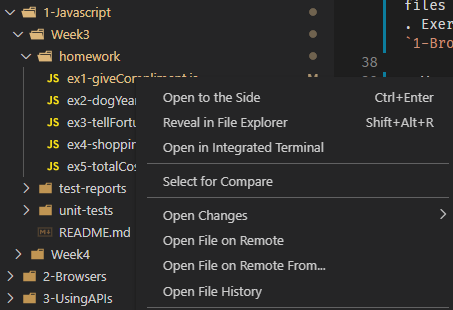 1-Javascript
Week3
homework
JS ex1-giveCompliment.js M
JS ex2-dogYear
JS ex3-tellFortu
JS ex4-shoppin
JS ex5-totalCos
test-reports
unit-tests
README.md
Week4
2-Browsers
3-UsingAPIs
files
. Exer
`1-Bro
38
Open to the Side Ctrl+Enter
Reveal in File Explorer Shift+Alt+R
Open in Integrated Terminal
Select for Compare
Open Changes
Open File on Remote
Open File on Remote From...
Open File History